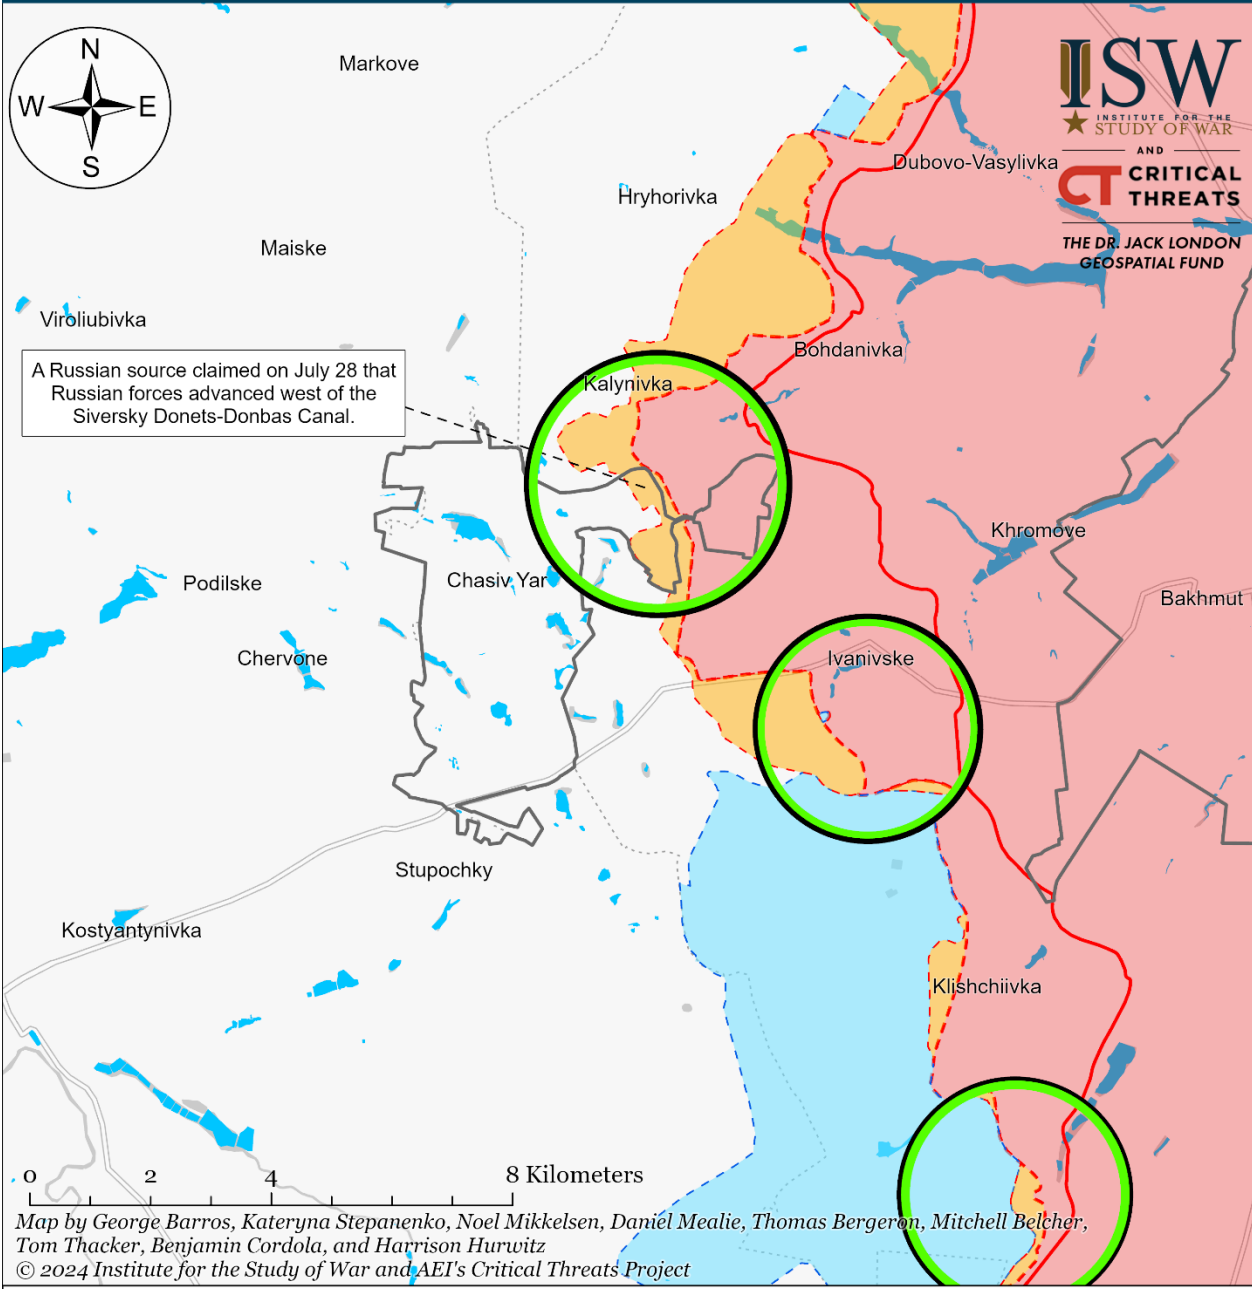 N
W E
S
Markove
ISW
INSTITUTE FOR THE
STUDY OF WAR
AND
CT CRITICAL
THREATS
THE DR. JACK LONDON
GEOSPATIAL FUND
Dubovo-Vasylivka
Hryhorivka
Maiske
Viroliubivka
Bohdanivka
A Russian source claimed on July 28 that
Russian forces advanced west of the
Siversky Donets-Donbas Canal.
Kalynivka
Khromove
Chasiv Yar
Podilske
Bakhmut
Chervone
Ivanivske
Stupochky
Kostyantynivka
Klishchiivka
0 2 4 8 Kilometers
Map by George Barros, Kateryna Stepanenko, Noel Mikkelsen, Daniel Mealie, Thomas Bergeron, Mitchell Belcher,
Tom Thacker, Benjamin Cordola, and Harrison Hurwitz
© 2024 Institute for the Study of War and AEI's Critical Threats Project